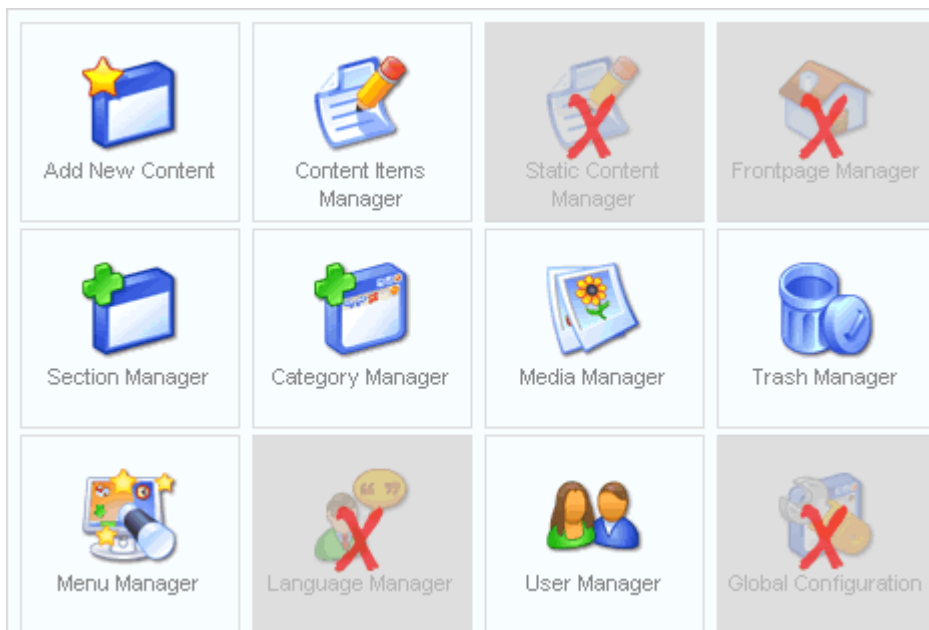 Add New Content
Content Items
Manager
Static Content
Manager
Frontpage Manager
Section Manager
Category Manager
Media Manager
Trash Manager
Menu Manager
Language Manager
User Manager
Global Configuration